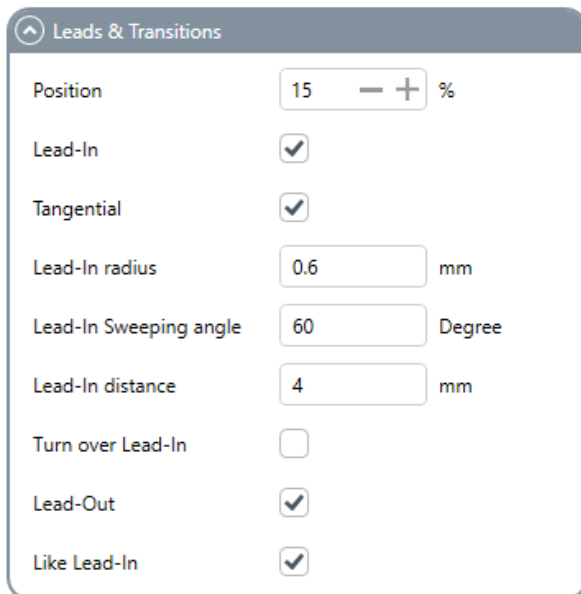 Leads & Transitions
Position 15 %
Lead-In
Tangential
Lead-In radius 0.6 mm
Lead-In Sweeping angle 60 Degree
Lead-In distance 4 mm
Turn over Lead-In
Lead-Out
Like Lead-In